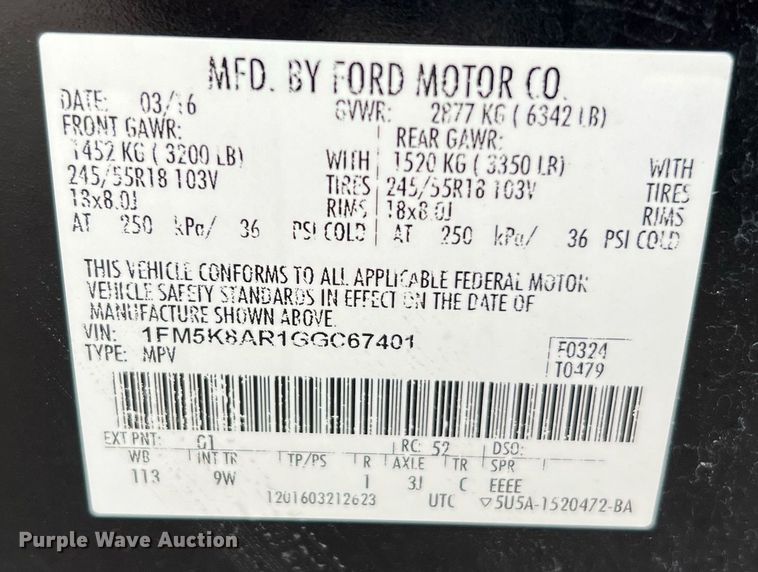 MFD. BY FORD MOTOR CO.
DATE: 03/16 GVWR: 2877 KG ( 6342 LB)
FRONT GAWR: REAR GAWR:
1452 KG ( 3200 LB) WITH 1520 KG ( 3350 LB) WITH
245/55R18 103V TIRES 245/55R18 103V TIRES
18x8.0J RIMS 18x8.0J RIMS
AT 250 kPa/ 36 PSI COLD AT 250 kPa/ 36 PSI COLD
THIS VEHICLE CONFORMS TO ALL APPLICABLE FEDERAL MOTOR
VEHICLE SAFETY STANDARDS IN EFFECT ON THE DATE OF
MANUFACTURE SHOWN ABOVE.
VIN: 1FM5K8AR1GGC67401 F0324
TYPE: MPV T0479
EXT PNT: G1 RC: 52 DSO:
WB INT TR TP/PS R AXLE TR SPR
113 9W I 3J C EEEE
1201603212623 UTC ▽5U5A-1520472-BA
Purple Wave Auction